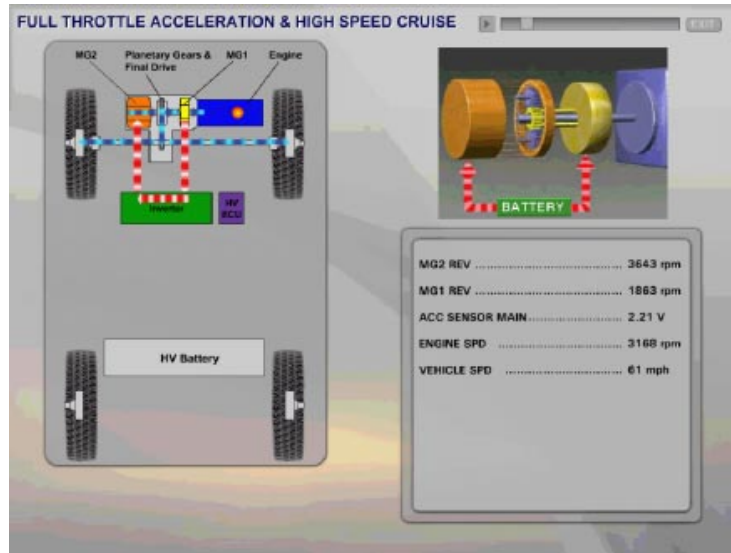 FULL THROTTLE ACCELERATION & HIGH SPEED CRUISE
EXIT
MG2
Planetary Gears &
Final Drive
MG1
Engine
Inverter
HV
ECU
HV Battery
BATTERY
MG2 REV ........................................ 3643 rpm
MG1 REV ........................................ 1863 rpm
ACC SENSOR MAIN ......................... 2.21 V
ENGINE SPD ................................ 3168 rpm
VEHICLE SPD ................................ 61 mph